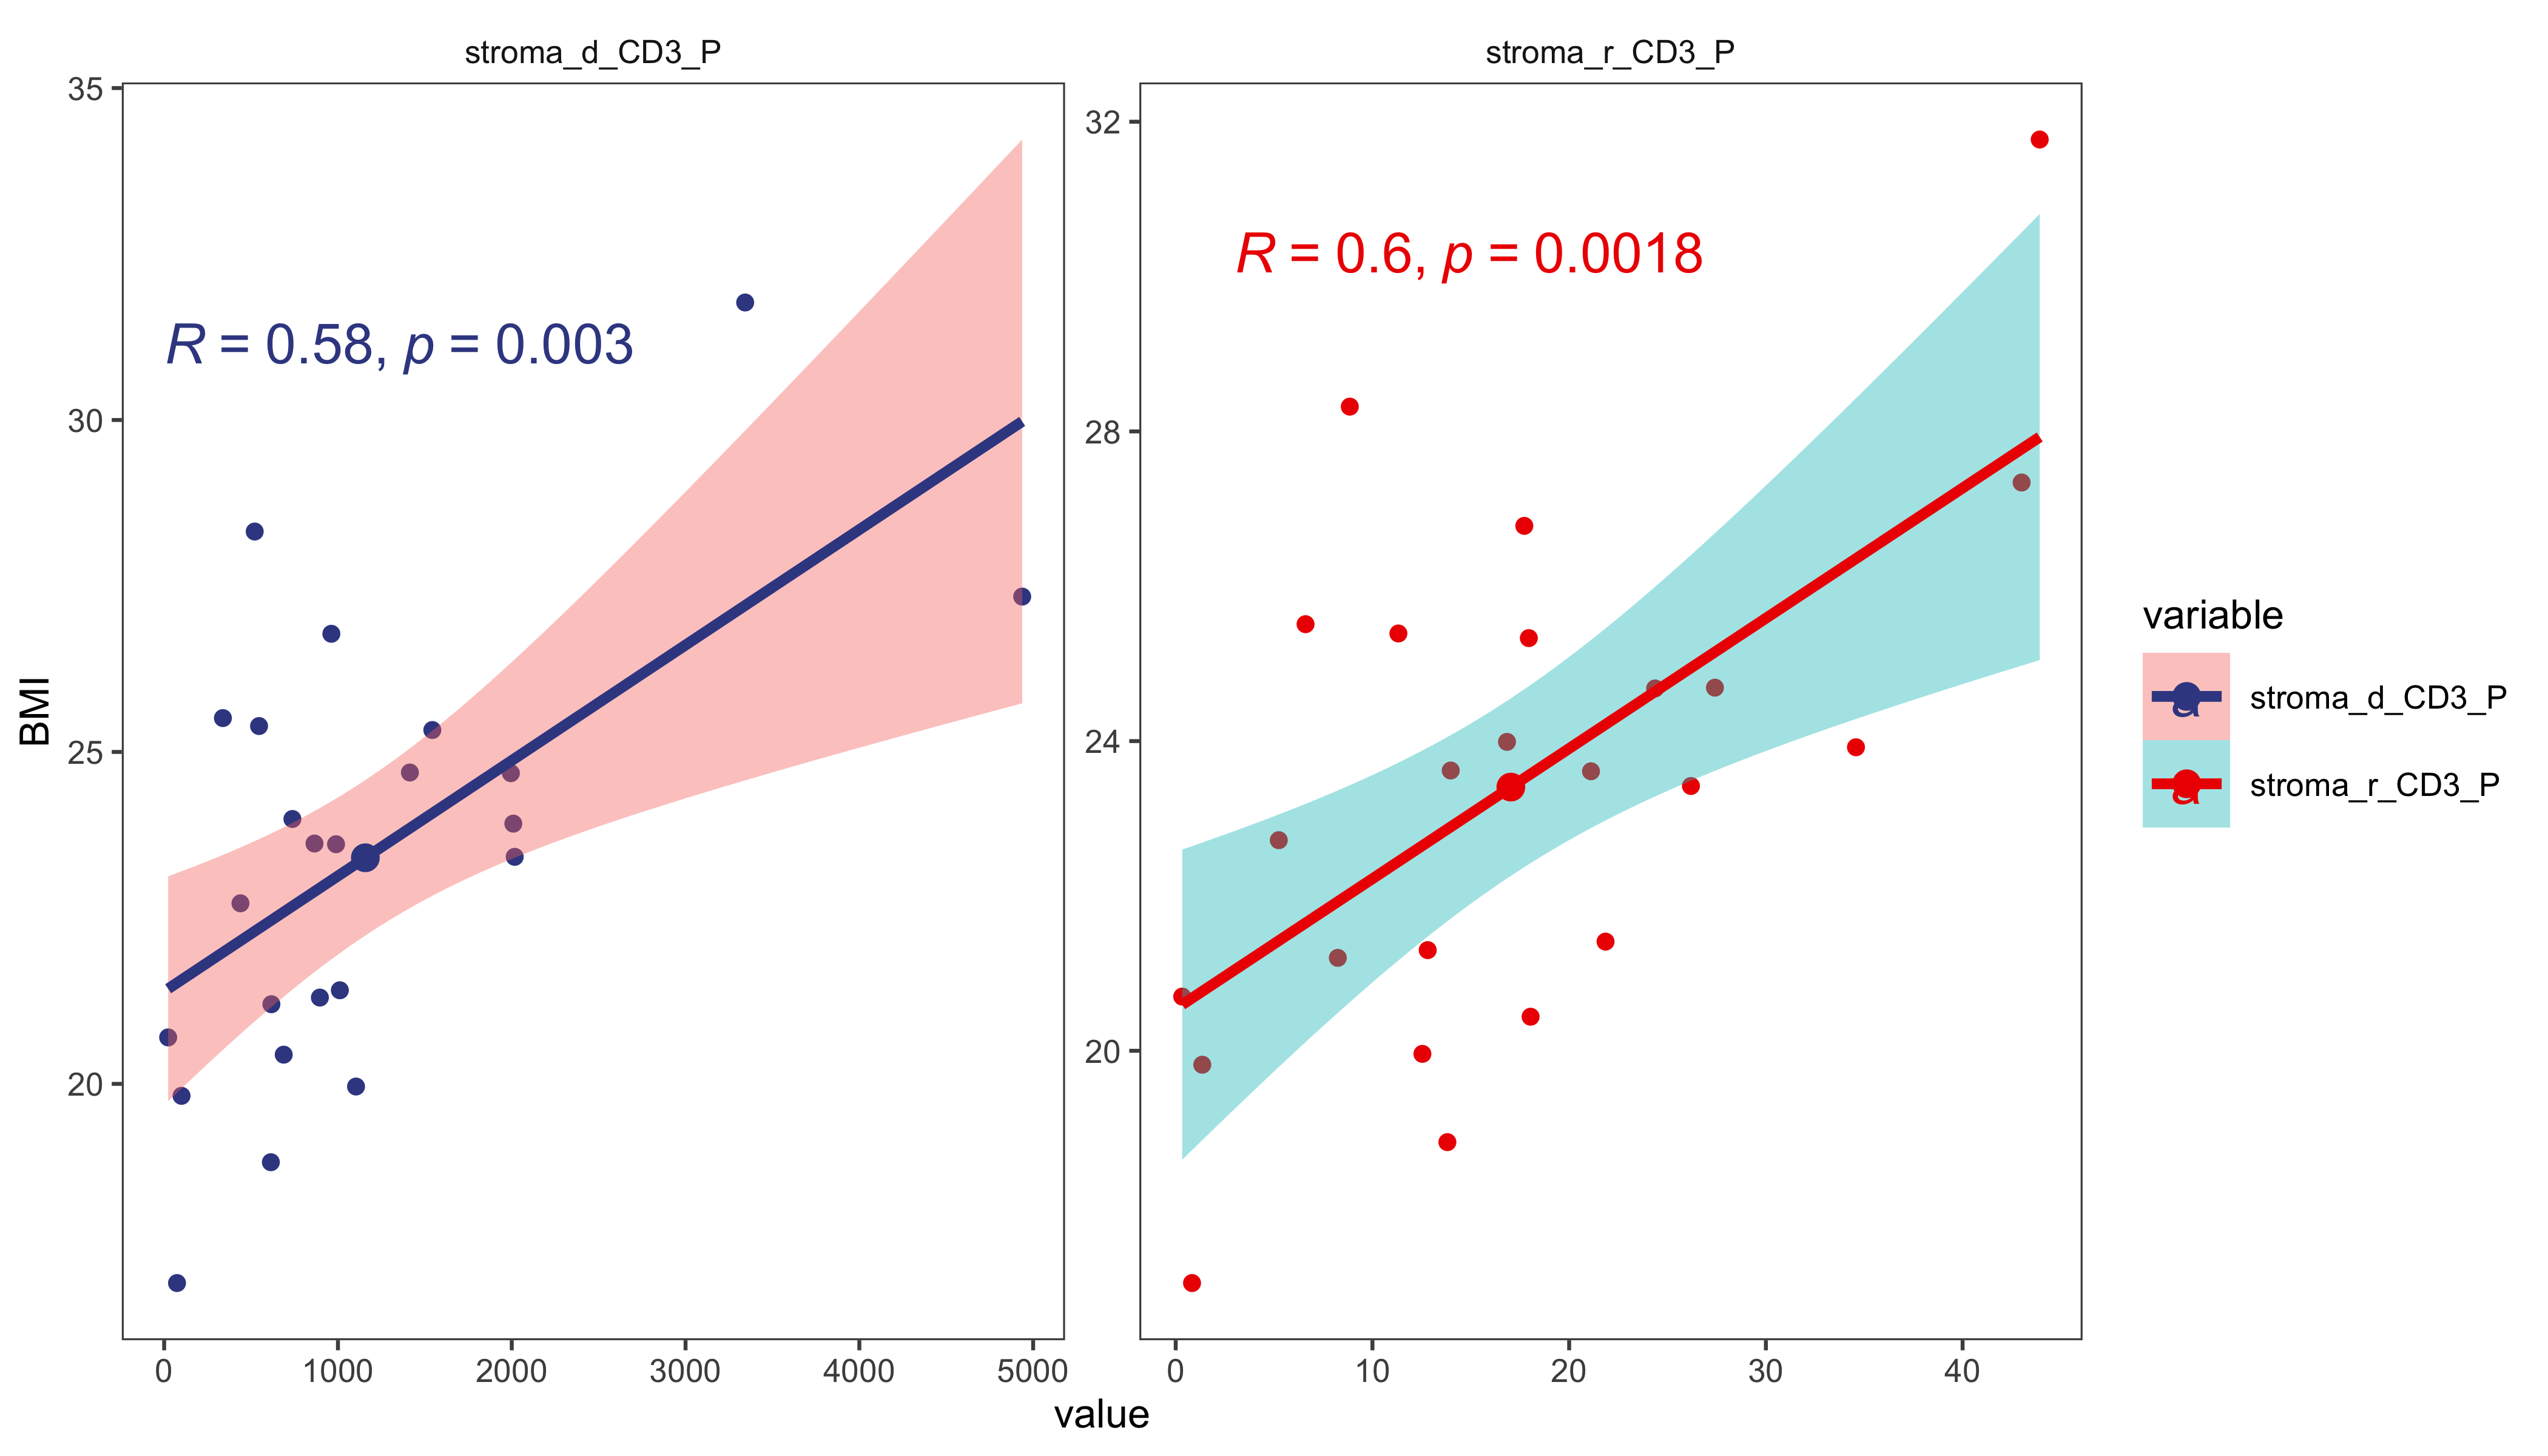 stroma_d_CD3_P
stroma_r_CD3_P
35
30
25
20
BMI
R = 0.58, p = 0.003
0 1000 2000 3000 4000 5000
32
28
24
20
R = 0.6, p = 0.0018
0 10 20 30 40
value
variable
a stroma_d_CD3_P
a stroma_r_CD3_P